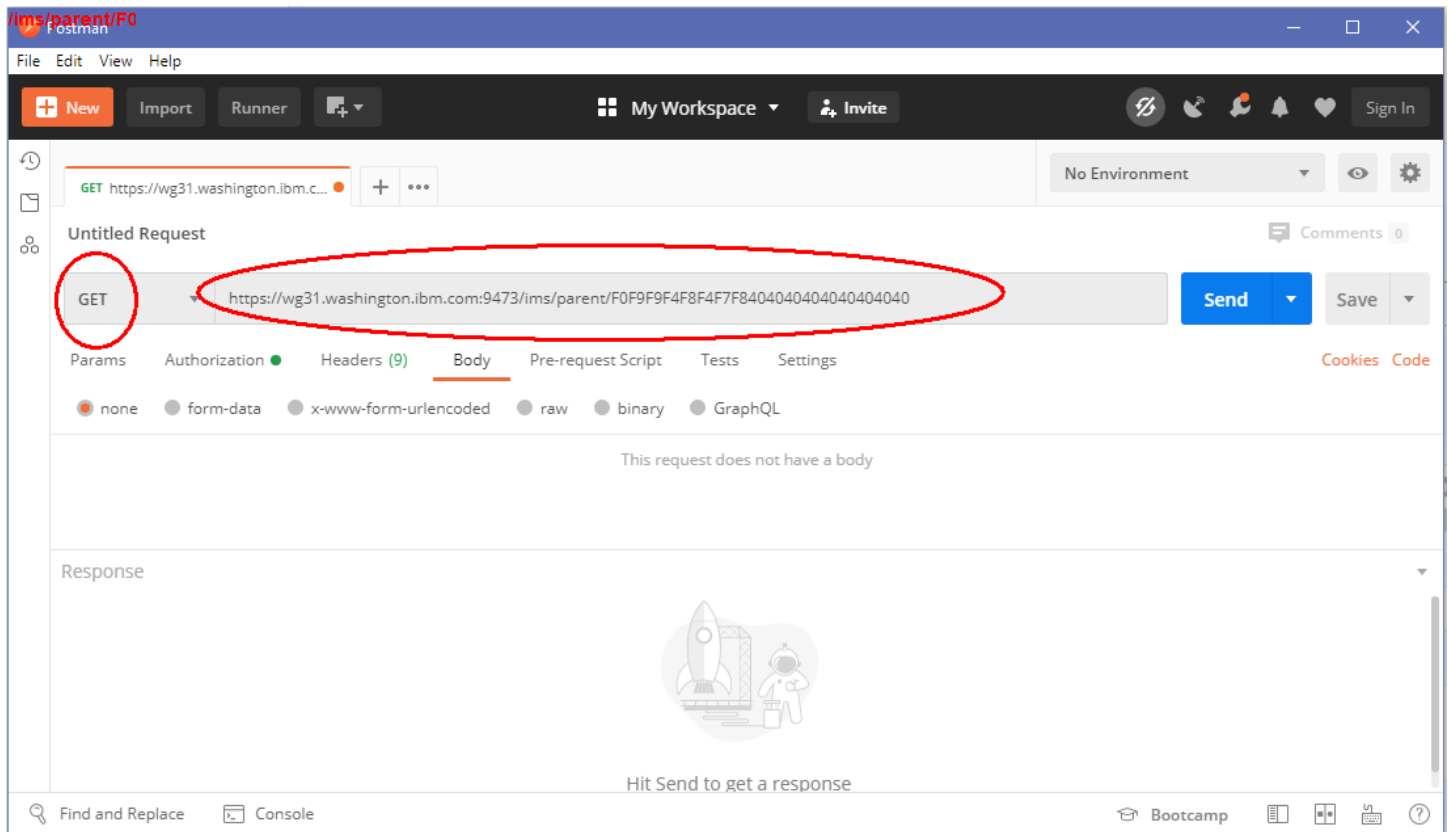 /ims/parent/F0
Postman
File Edit View Help
New Import Runner My Workspace Invite Sign In
GET https://wg31.washington.ibm.c... + ••• No Environment
Untitled Request Comments 0
GET https://wg31.washington.ibm.com:9473/ims/parent/F0F9F9F4F8F4F7F8404040404040404040 Send Save
Params Authorization Headers (9) Body Pre-request Script Tests Settings Cookies Code
none form-data x-www-form-urlencoded raw binary GraphQL
This request does not have a body
Response
Hit Send to get a response
Find and Replace Console Bootcamp